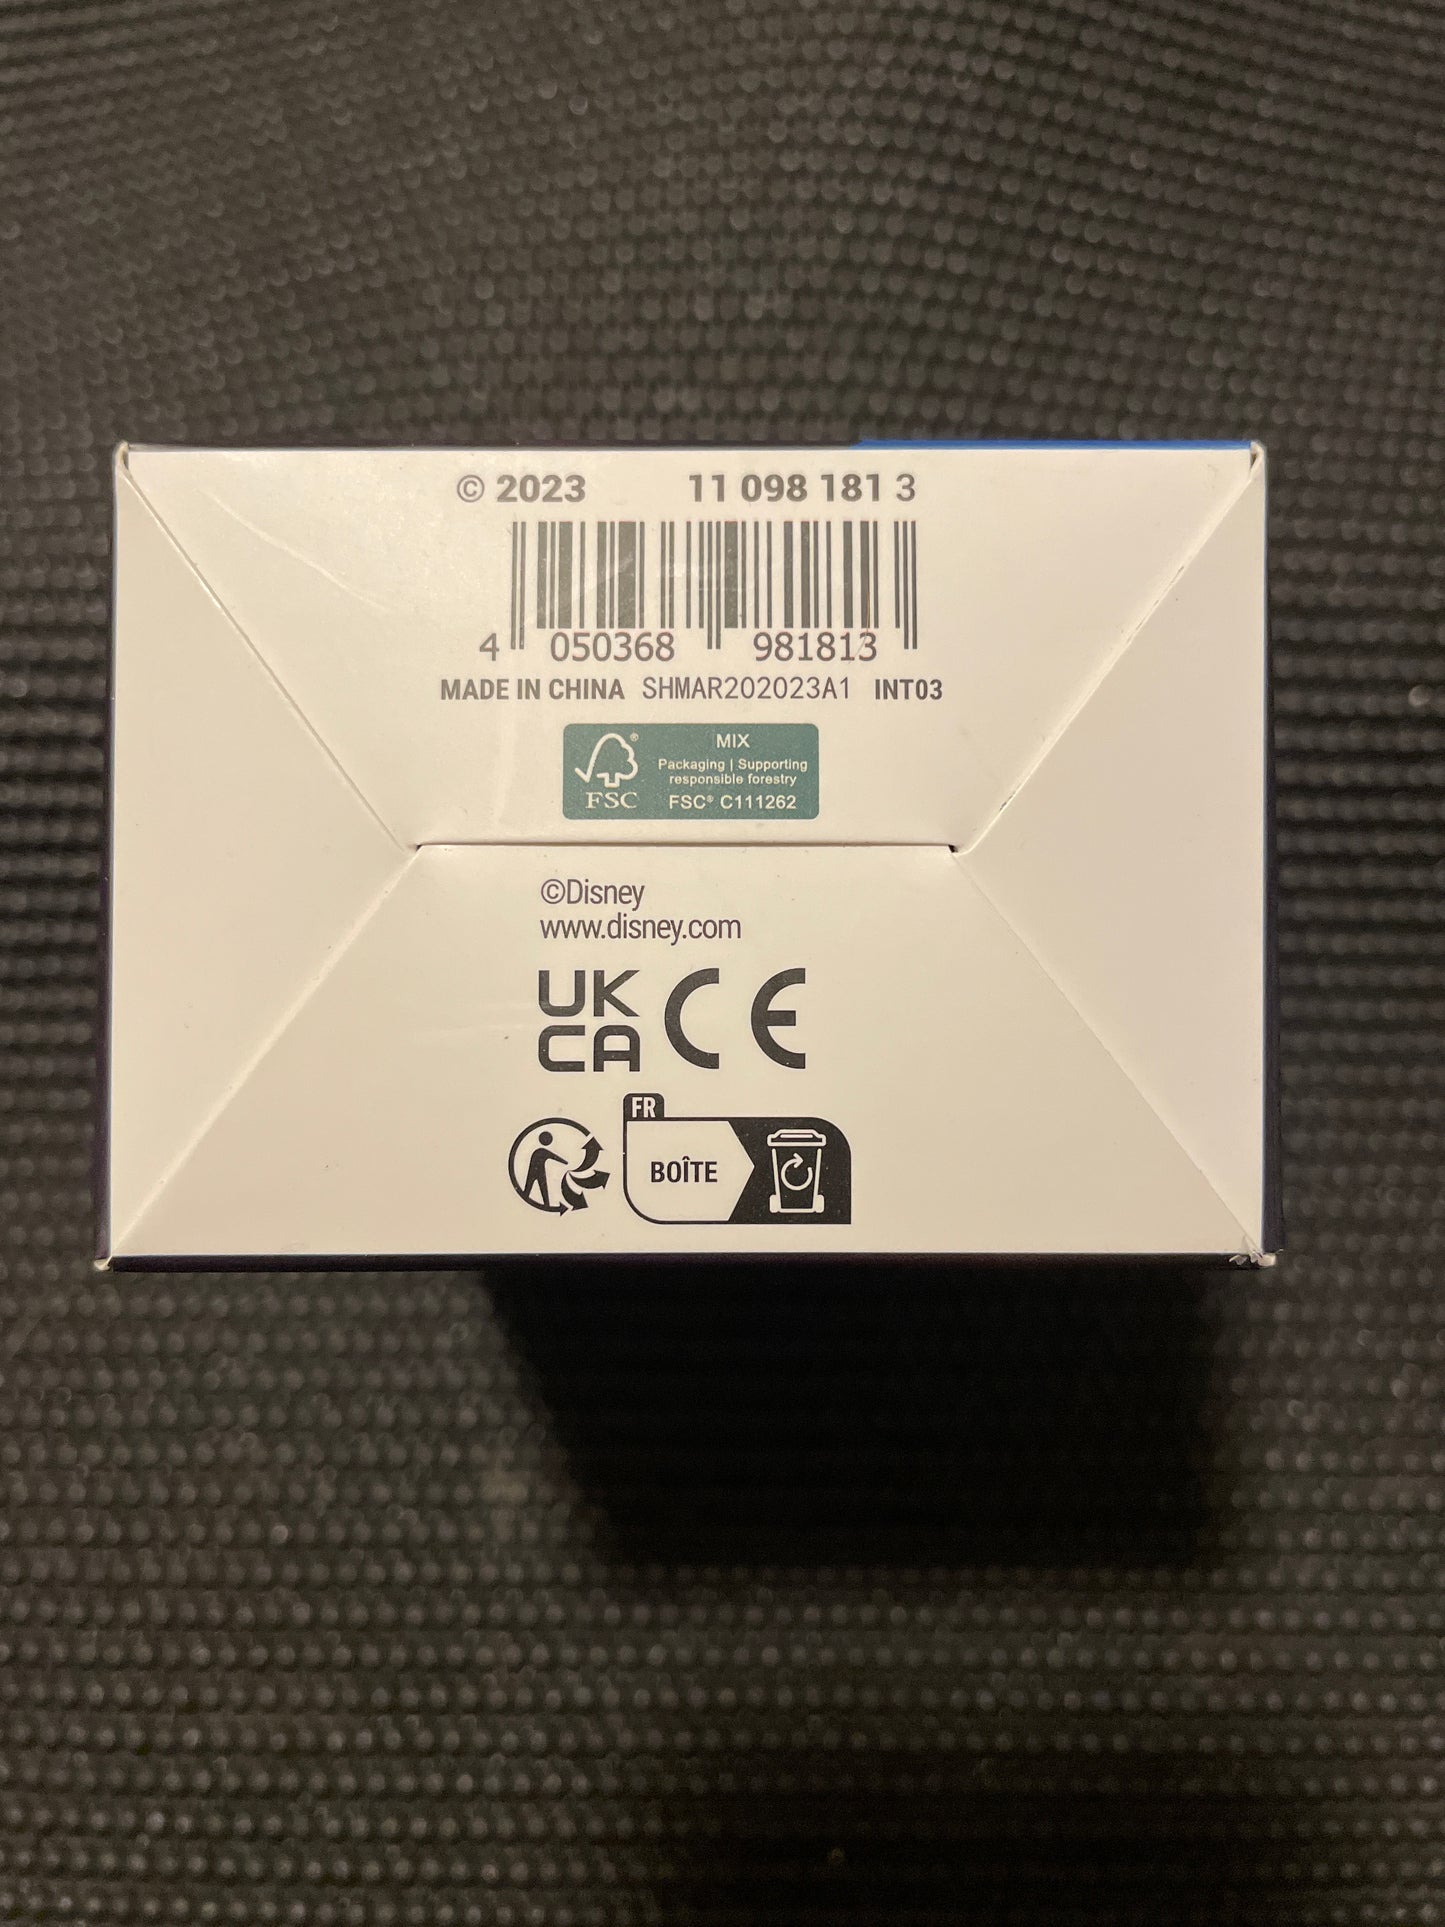 © 2023 11 098 181 3
4 050368 981813
MADE IN CHINA SHMAR202023A1 INT03
MIX
Packaging | Supporting
responsible forestry
FSC® C111262
FSC ®
©Disney
www.disney.com
UK
CA CE
FR
BOÎTE